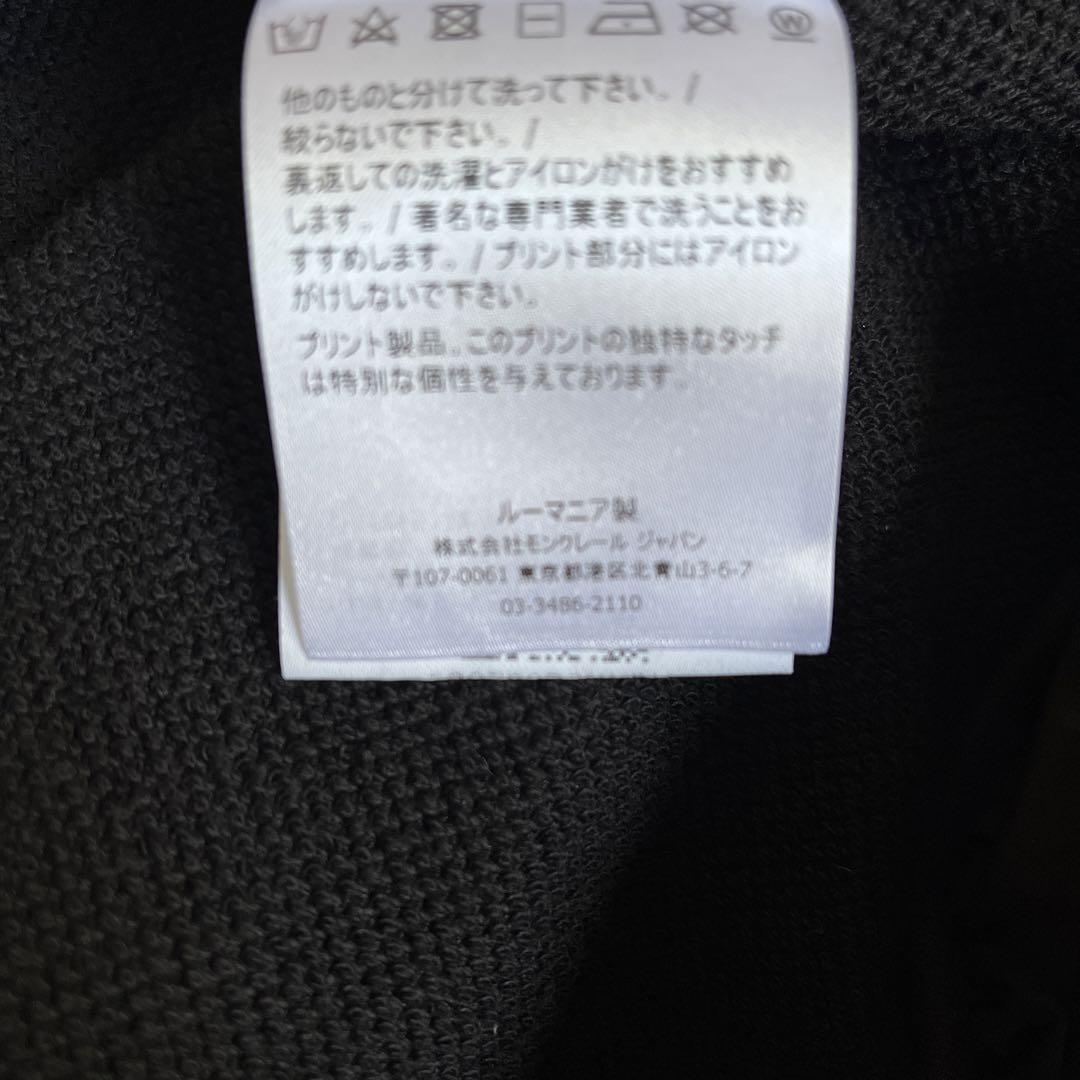 他のものと分けて洗って下さい。/
絞らないで下さい。/
裏返しての洗濯とアイロンがけをおすすめ
します。/ 著名な専門業者で洗うことをお
すすめします。/ プリント部分にはアイロン
がけしないで下さい。
プリント製品。このプリントの独特なタッチ
は特別な個性を与えております。
ルーマニア製
株式会社モンクレール ジャパン
〒107-0061 東京都港区北青山3-6-7
03-3486-2110